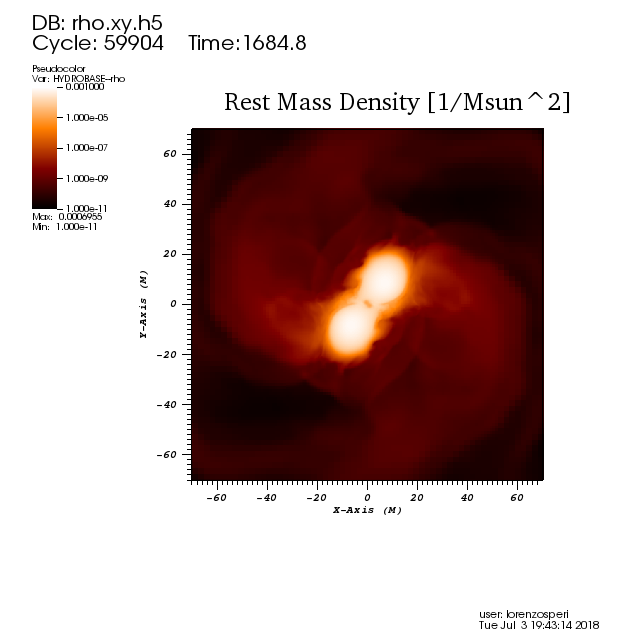 DB: rho.xy.h5
Cycle: 59904 Time:1684.8
Pseudocolor
Var: HYDROBASE--rho
0.001000
1.000e-05
1.000e-07
1.000e-09
1.000e-11
Max: 0.0006955
Min: 1.000e-11
Rest Mass Density [1/Msun^2]
60
40
20
0
-20
-40
-60
Y-Axis (M)
-60 -40 -20 0 20 40 60
X-Axis (M)
user: lorenzosperi
Tue Jul 3 19:43:14 2018